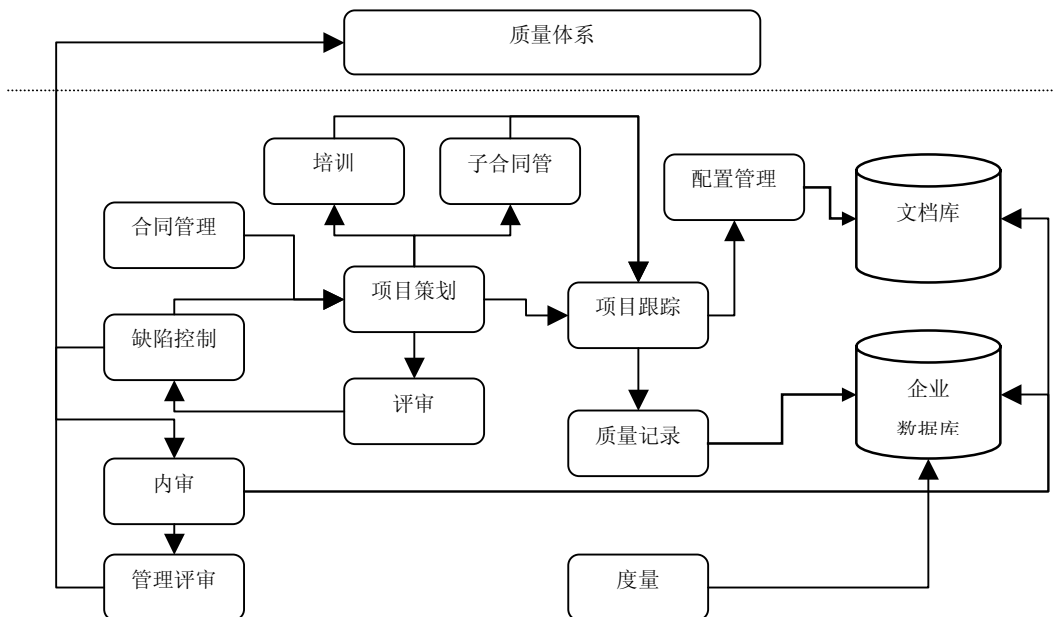 质量体系
培训
子合同管
配置管理
文档库
合同管理
项目策划
项目跟踪
缺陷控制
评审
企业
数据库
质量记录
内审
管理评审
度量